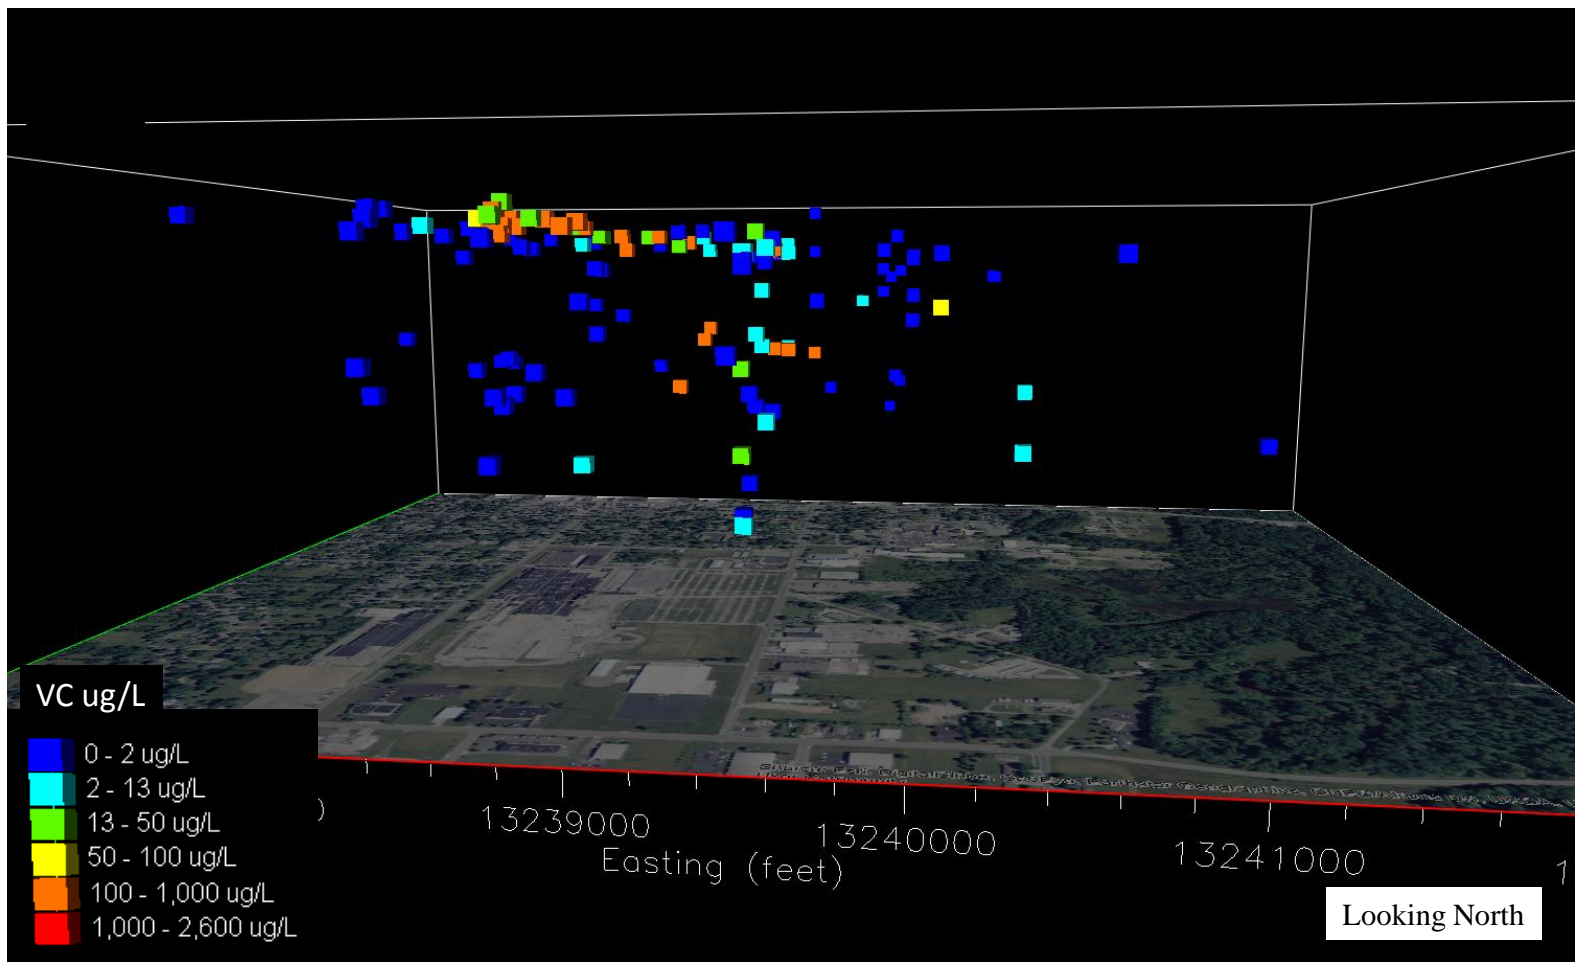 VC ug/L
0 - 2 ug/L
2 - 13 ug/L
13 - 50 ug/L
50 - 100 ug/L
100 - 1,000 ug/L
1,000 - 2,600 ug/L
13239000
13240000
13241000
Easting (feet)
Looking North